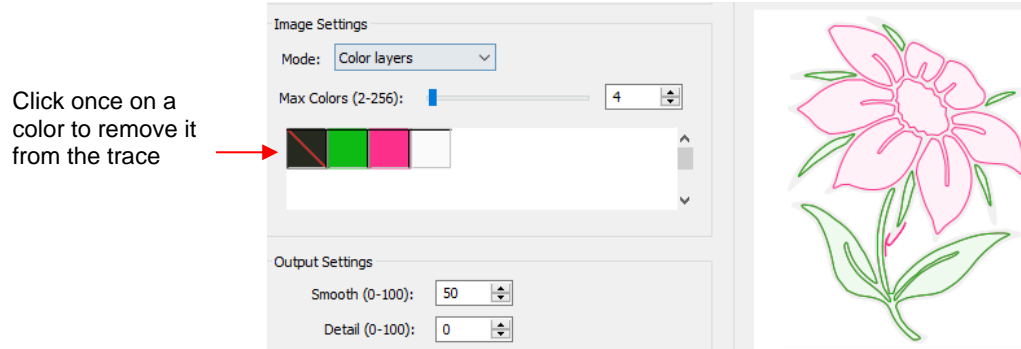 Click once on a
color to remove it
from the trace
Image Settings
Mode: Color layers
Max Colors (2-256): 4
Output Settings
Smooth (0-100): 50
Detail (0-100): 0